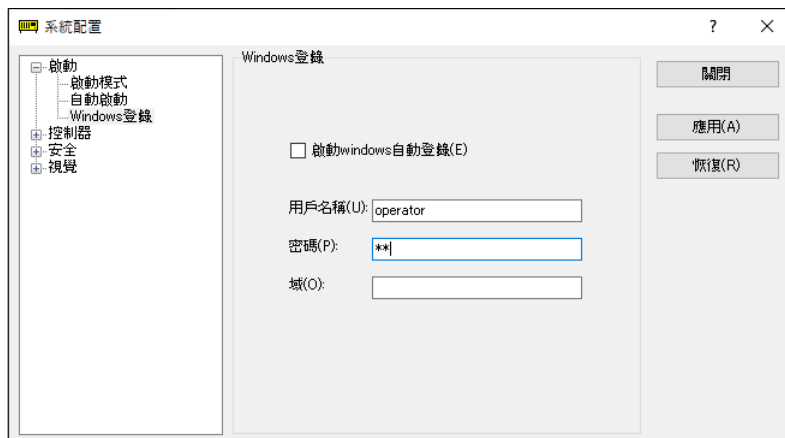 系統配置
啟動
啟動模式
自動啟動
Windows登錄
控制器
安全
視覺
Windows登錄
啟動windows自動登錄(E)
用戶名稱(U): operator
密碼(P): **
域(O):
關閉
應用(A)
恢復(R)